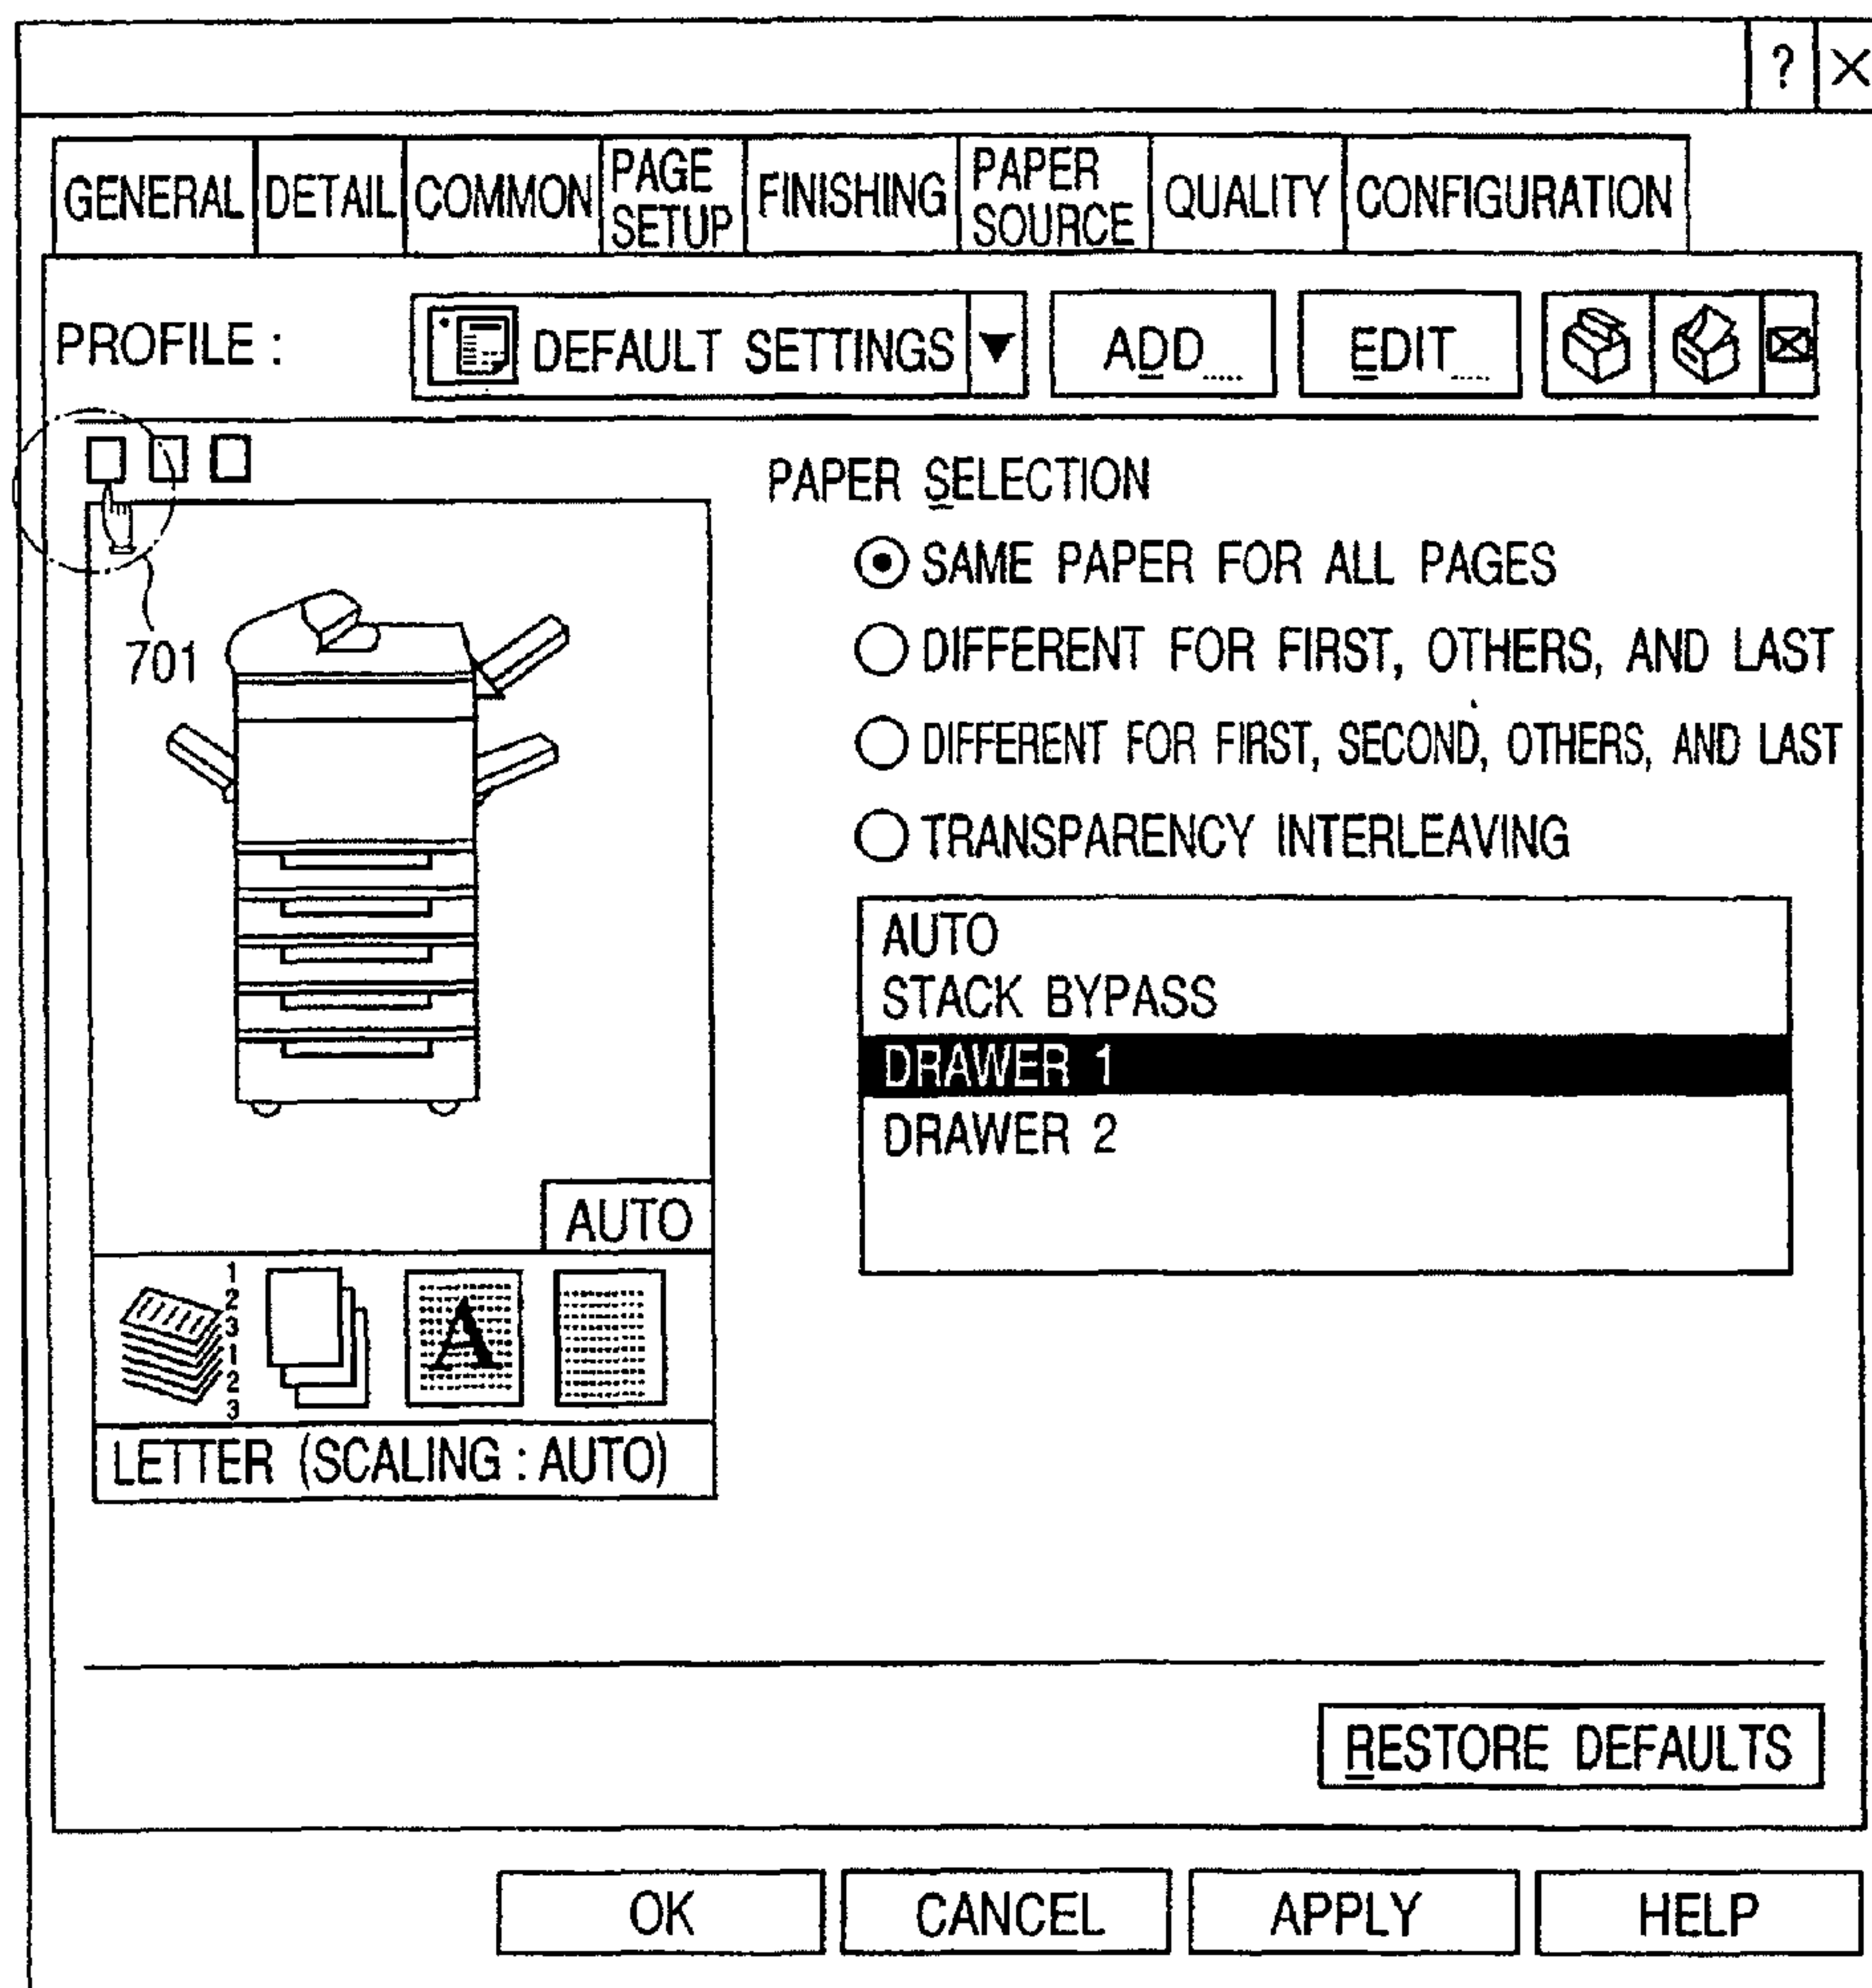 ? ×
GENERAL DETAIL COMMON PAGE SETUP FINISHING PAPER SOURCE QUALITY CONFIGURATION
PROFILE : DEFAULT SETTINGS ▼ ADD... EDIT...
PAPER SELECTION
SAME PAPER FOR ALL PAGES
DIFFERENT FOR FIRST, OTHERS, AND LAST
701
DIFFERENT FOR FIRST, SECOND, OTHERS, AND LAST
TRANSPARENCY INTERLEAVING
AUTO
STACK BYPASS
DRAWER 1
DRAWER 2
AUTO
1
2
3
1
2
3
A
LETTER (SCALING : AUTO)
RESTORE DEFAULTS
OK CANCEL APPLY HELP